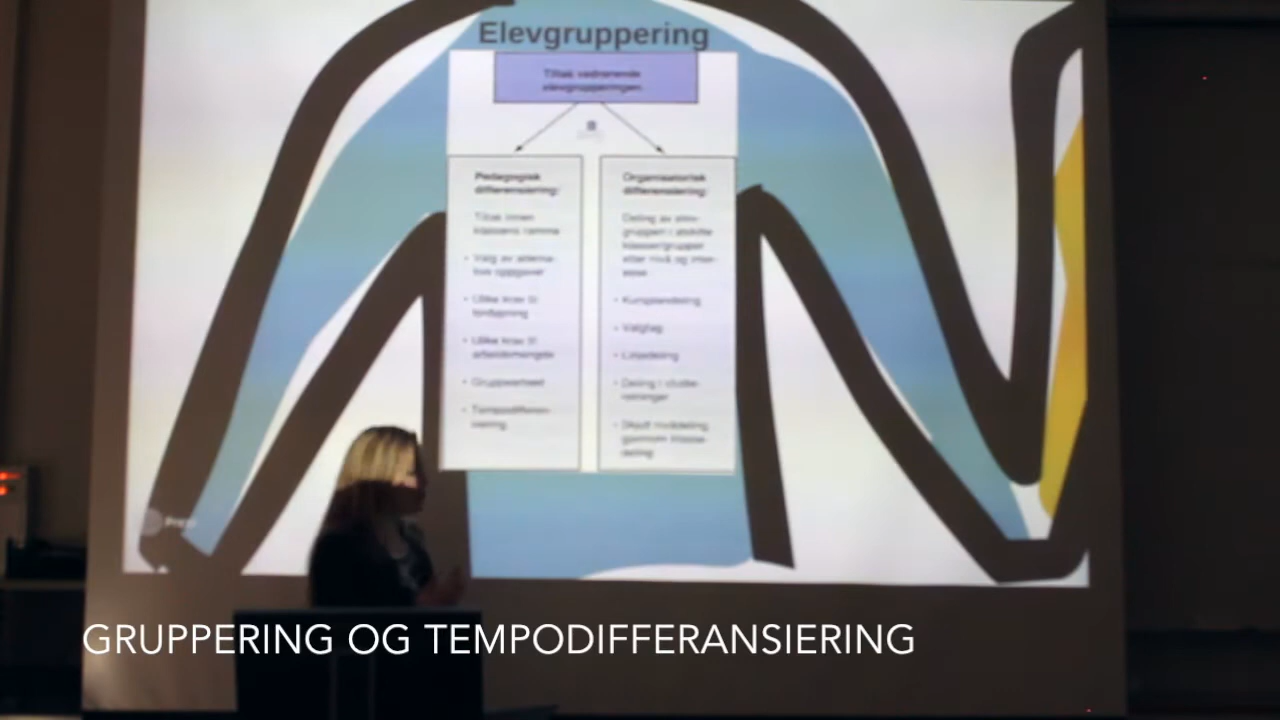 Elevgruppering
Tiltak vedrørende
elevgrupperingen
Pedagogisk
differensiering:
Tiltak innen
klassens ramme
• Valg av alterna-
tive oppgaver
• Ulike krav til
fordypning
• Ulike krav til
arbeidsmengde
• Gruppearbeid
• Tempodifferen-
siering
Organisatorisk
differensiering:
Deling av elev-
gruppen i atskilte
klasser/grupper
etter nivå og inter-
esse
• Kursplandeling
• Valgfag
• Linjedeling
• Deling i studie-
retninger
• Skjult nivådeling
gjennom klasse-
deling
Prezi
GRUPPERING OG TEMPODIFFERANSIERING